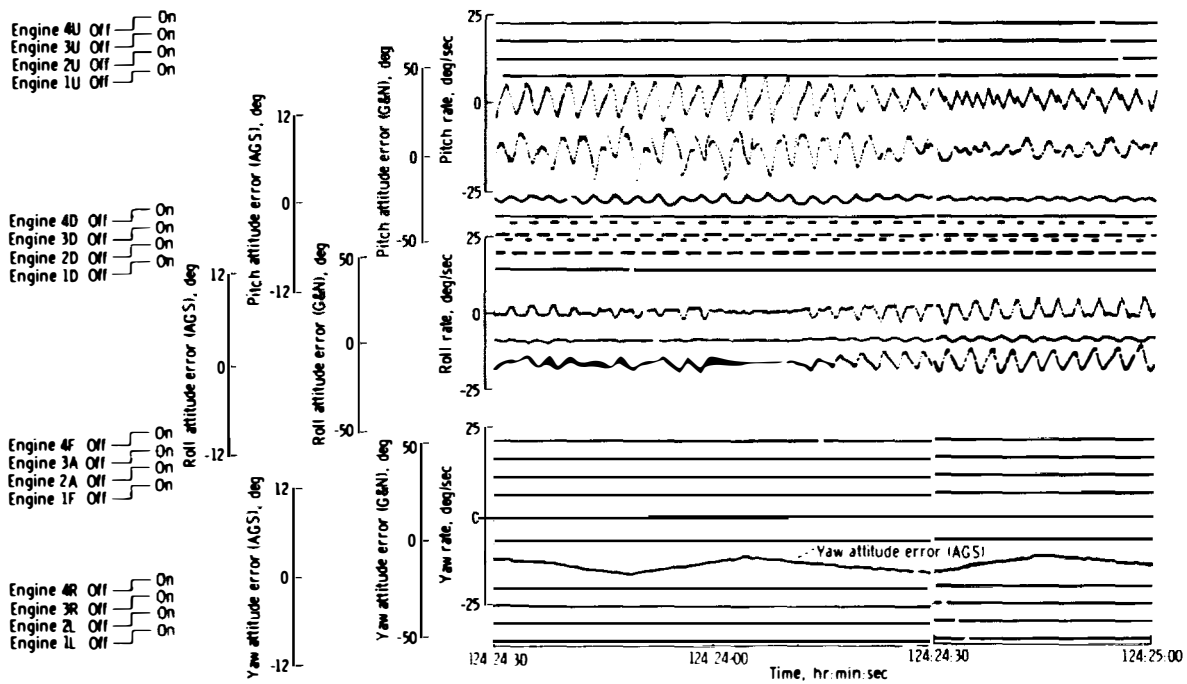 Engine 4U Off On
Engine 3U Off On
Engine 2U Off On
Engine 1U Off On
Engine 4D Off On
Engine 3D Off On
Engine 2D Off On
Engine 1D Off On
Engine 4F Off On
Engine 3A Off On
Engine 2A Off On
Engine 1F Off On
Engine 4R Off On
Engine 3R Off On
Engine 2L Off On
Engine 1L Off On
Roll attitude error (AGS), deg
12
0
-12
Pitch attitude error (AGS), deg
12
0
-12
Yaw attitude error (AGS), deg
12
0
-12
Roll attitude error (G&N), deg
50
0
-50
Pitch attitude error (G&N), deg
50
0
-50
Yaw attitude error (G&N), deg
50
0
-50
Pitch rate, deg/sec
25
0
-25
Roll rate, deg/sec
25
0
-25
Yaw rate, deg/sec
25
0
-25
Yaw attitude error (AGS)
124 24 30
124 24 00
124:24:30
124:25:00
Time, hr:min:sec